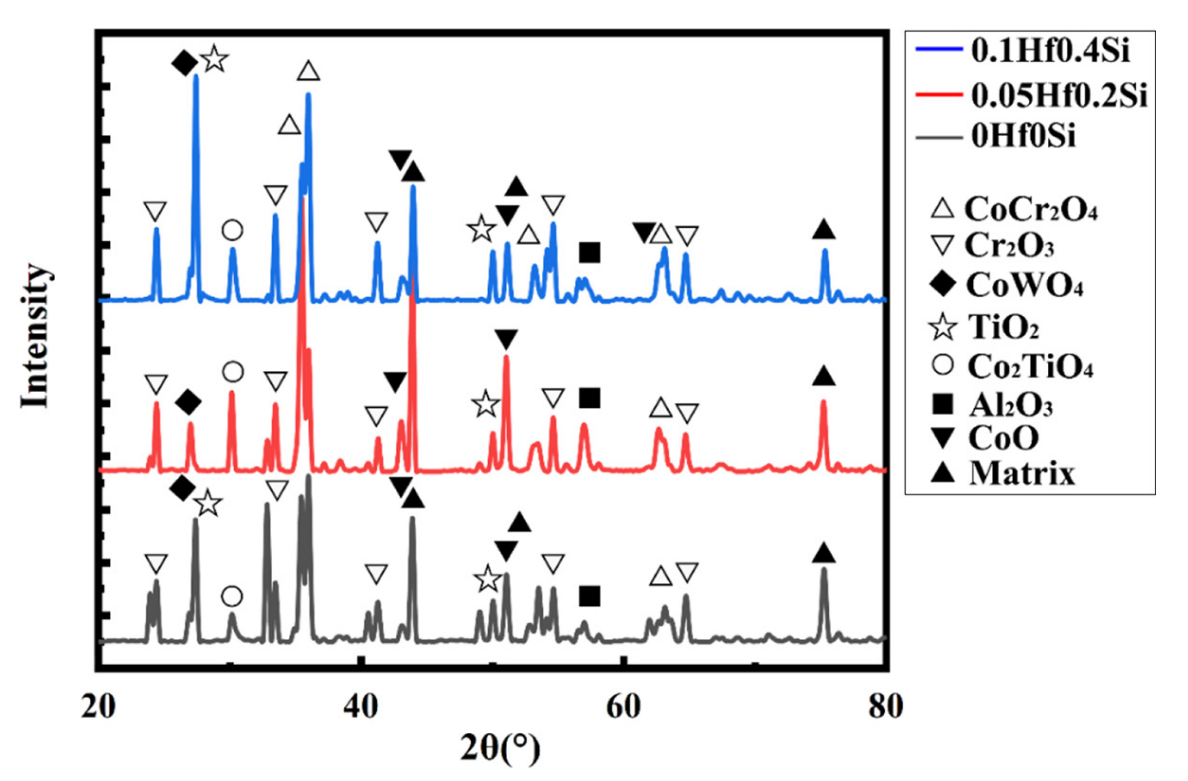 0.1Hf0.4Si
0.05Hf0.2Si
0Hf0Si
CoCr₂O₄
Cr₂O₃
CoWO₄
TiO₂
Co₂TiO₄
Al₂O₃
CoO
Matrix
Intensity
20 40 60 80
2θ(°)